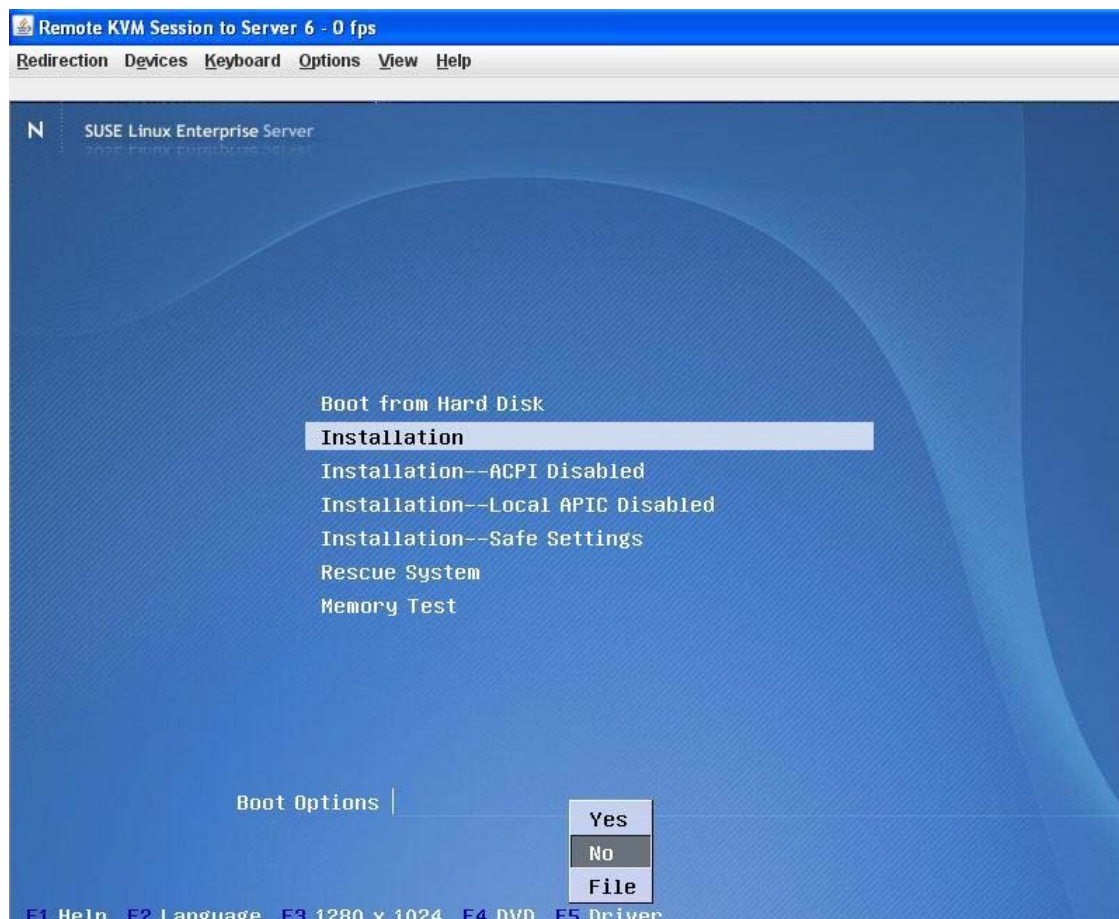 Remote KVM Session to Server 6 - 0 fps
Redirection Devices Keyboard Options View Help
N SUSE Linux Enterprise Server
Boot from Hard Disk
Installation
Installation--ACPI Disabled
Installation--Local APIC Disabled
Installation--Safe Settings
Rescue System
Memory Test
Boot Options
Yes
No
File
F1 Help F2 Language F3 1280 x 1024 F4 DVD F5 Driver